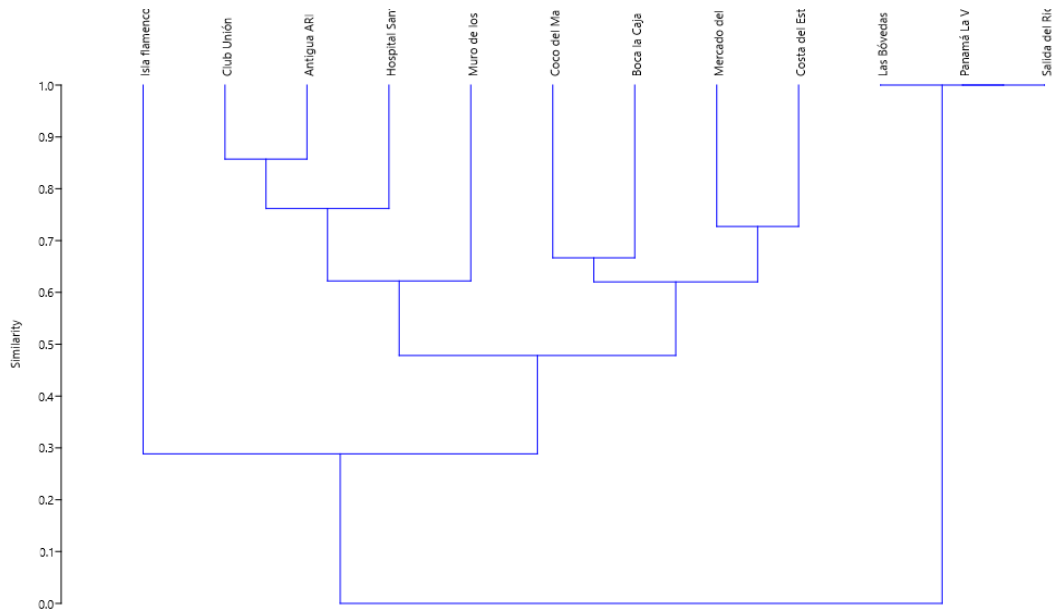 Isla flamenco
Club Unión
Antigua ARI
Hospital San
Muro de los
Coco del Ma
Boca la Caja
Mercado del
Costa del Est
Las Bóvedas
Panamá La V
Salida del Ric
1.0
0.9
0.8
0.7
0.6
0.5
0.4
0.3
0.2
0.1
0.0
Similarity